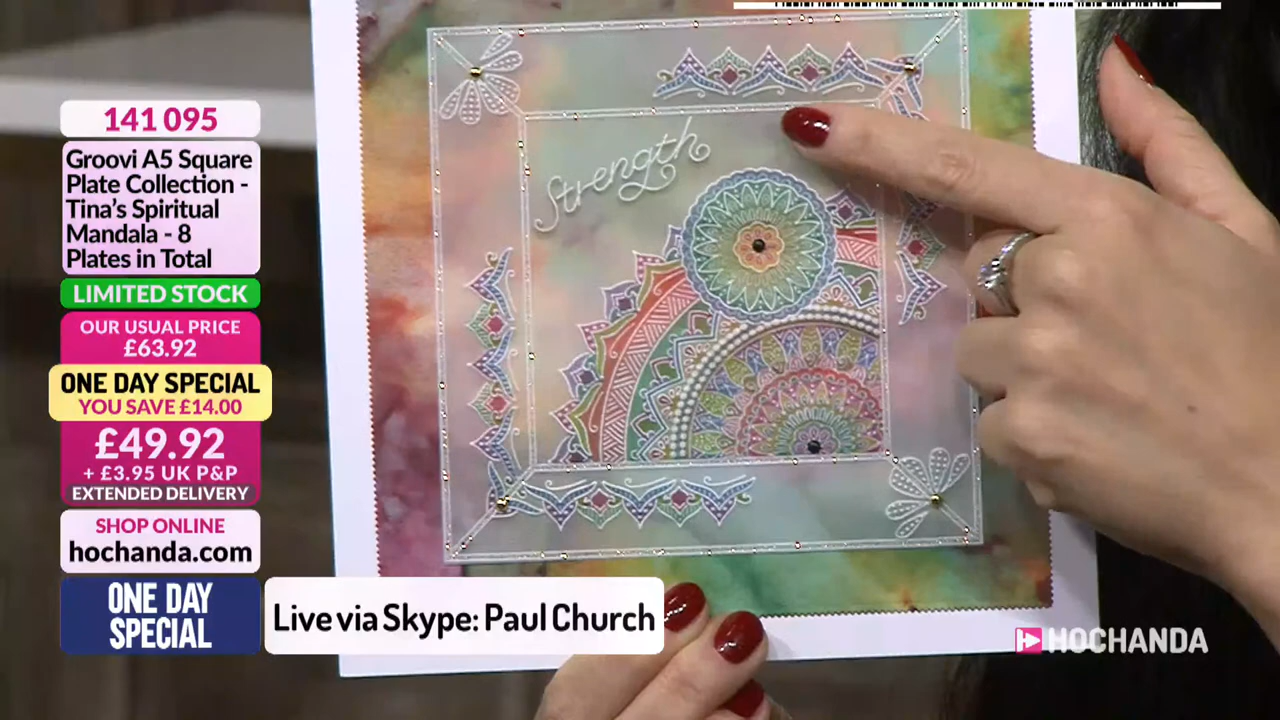 141 095
Groovi A5 Square
Plate Collection -
Tina's Spiritual
Mandala - 8
Plates in Total
LIMITED STOCK
OUR USUAL PRICE
£63.92
ONE DAY SPECIAL
YOU SAVE £14.00
£49.92
+ £3.95 UK P&P
EXTENDED DELIVERY
SHOP ONLINE
hochanda.com
ONE DAY
SPECIAL
Live via Skype: Paul Church
Strength
HOCHANDA